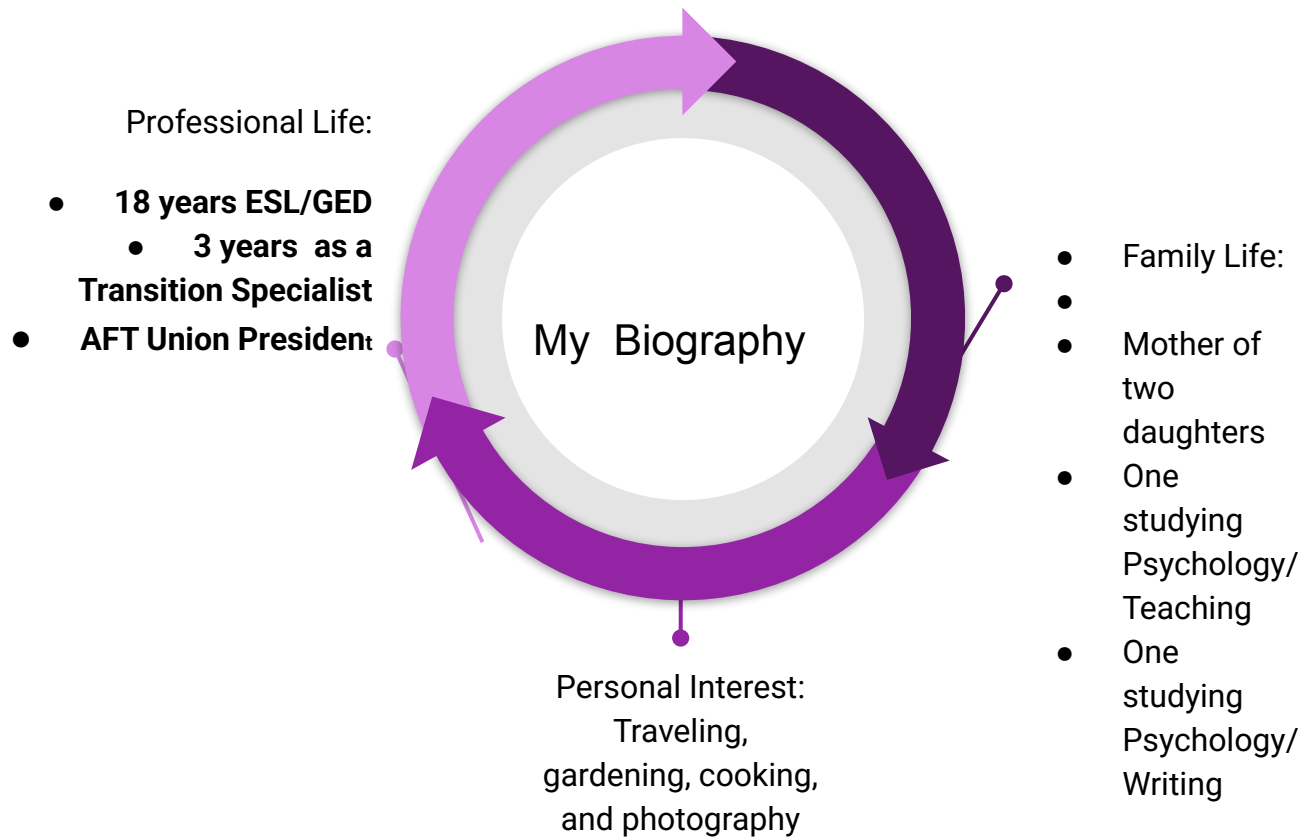 Professional Life:
● 18 years ESL/GED
● 3 years as a
Transition Specialist
● AFT Union President
My Biography
● Family Life:
●
● Mother of
two
daughters
● One
studying
Psychology/
Teaching
● One
studying
Psychology/
Writing
Personal Interest:
Traveling,
gardening, cooking,
and photography